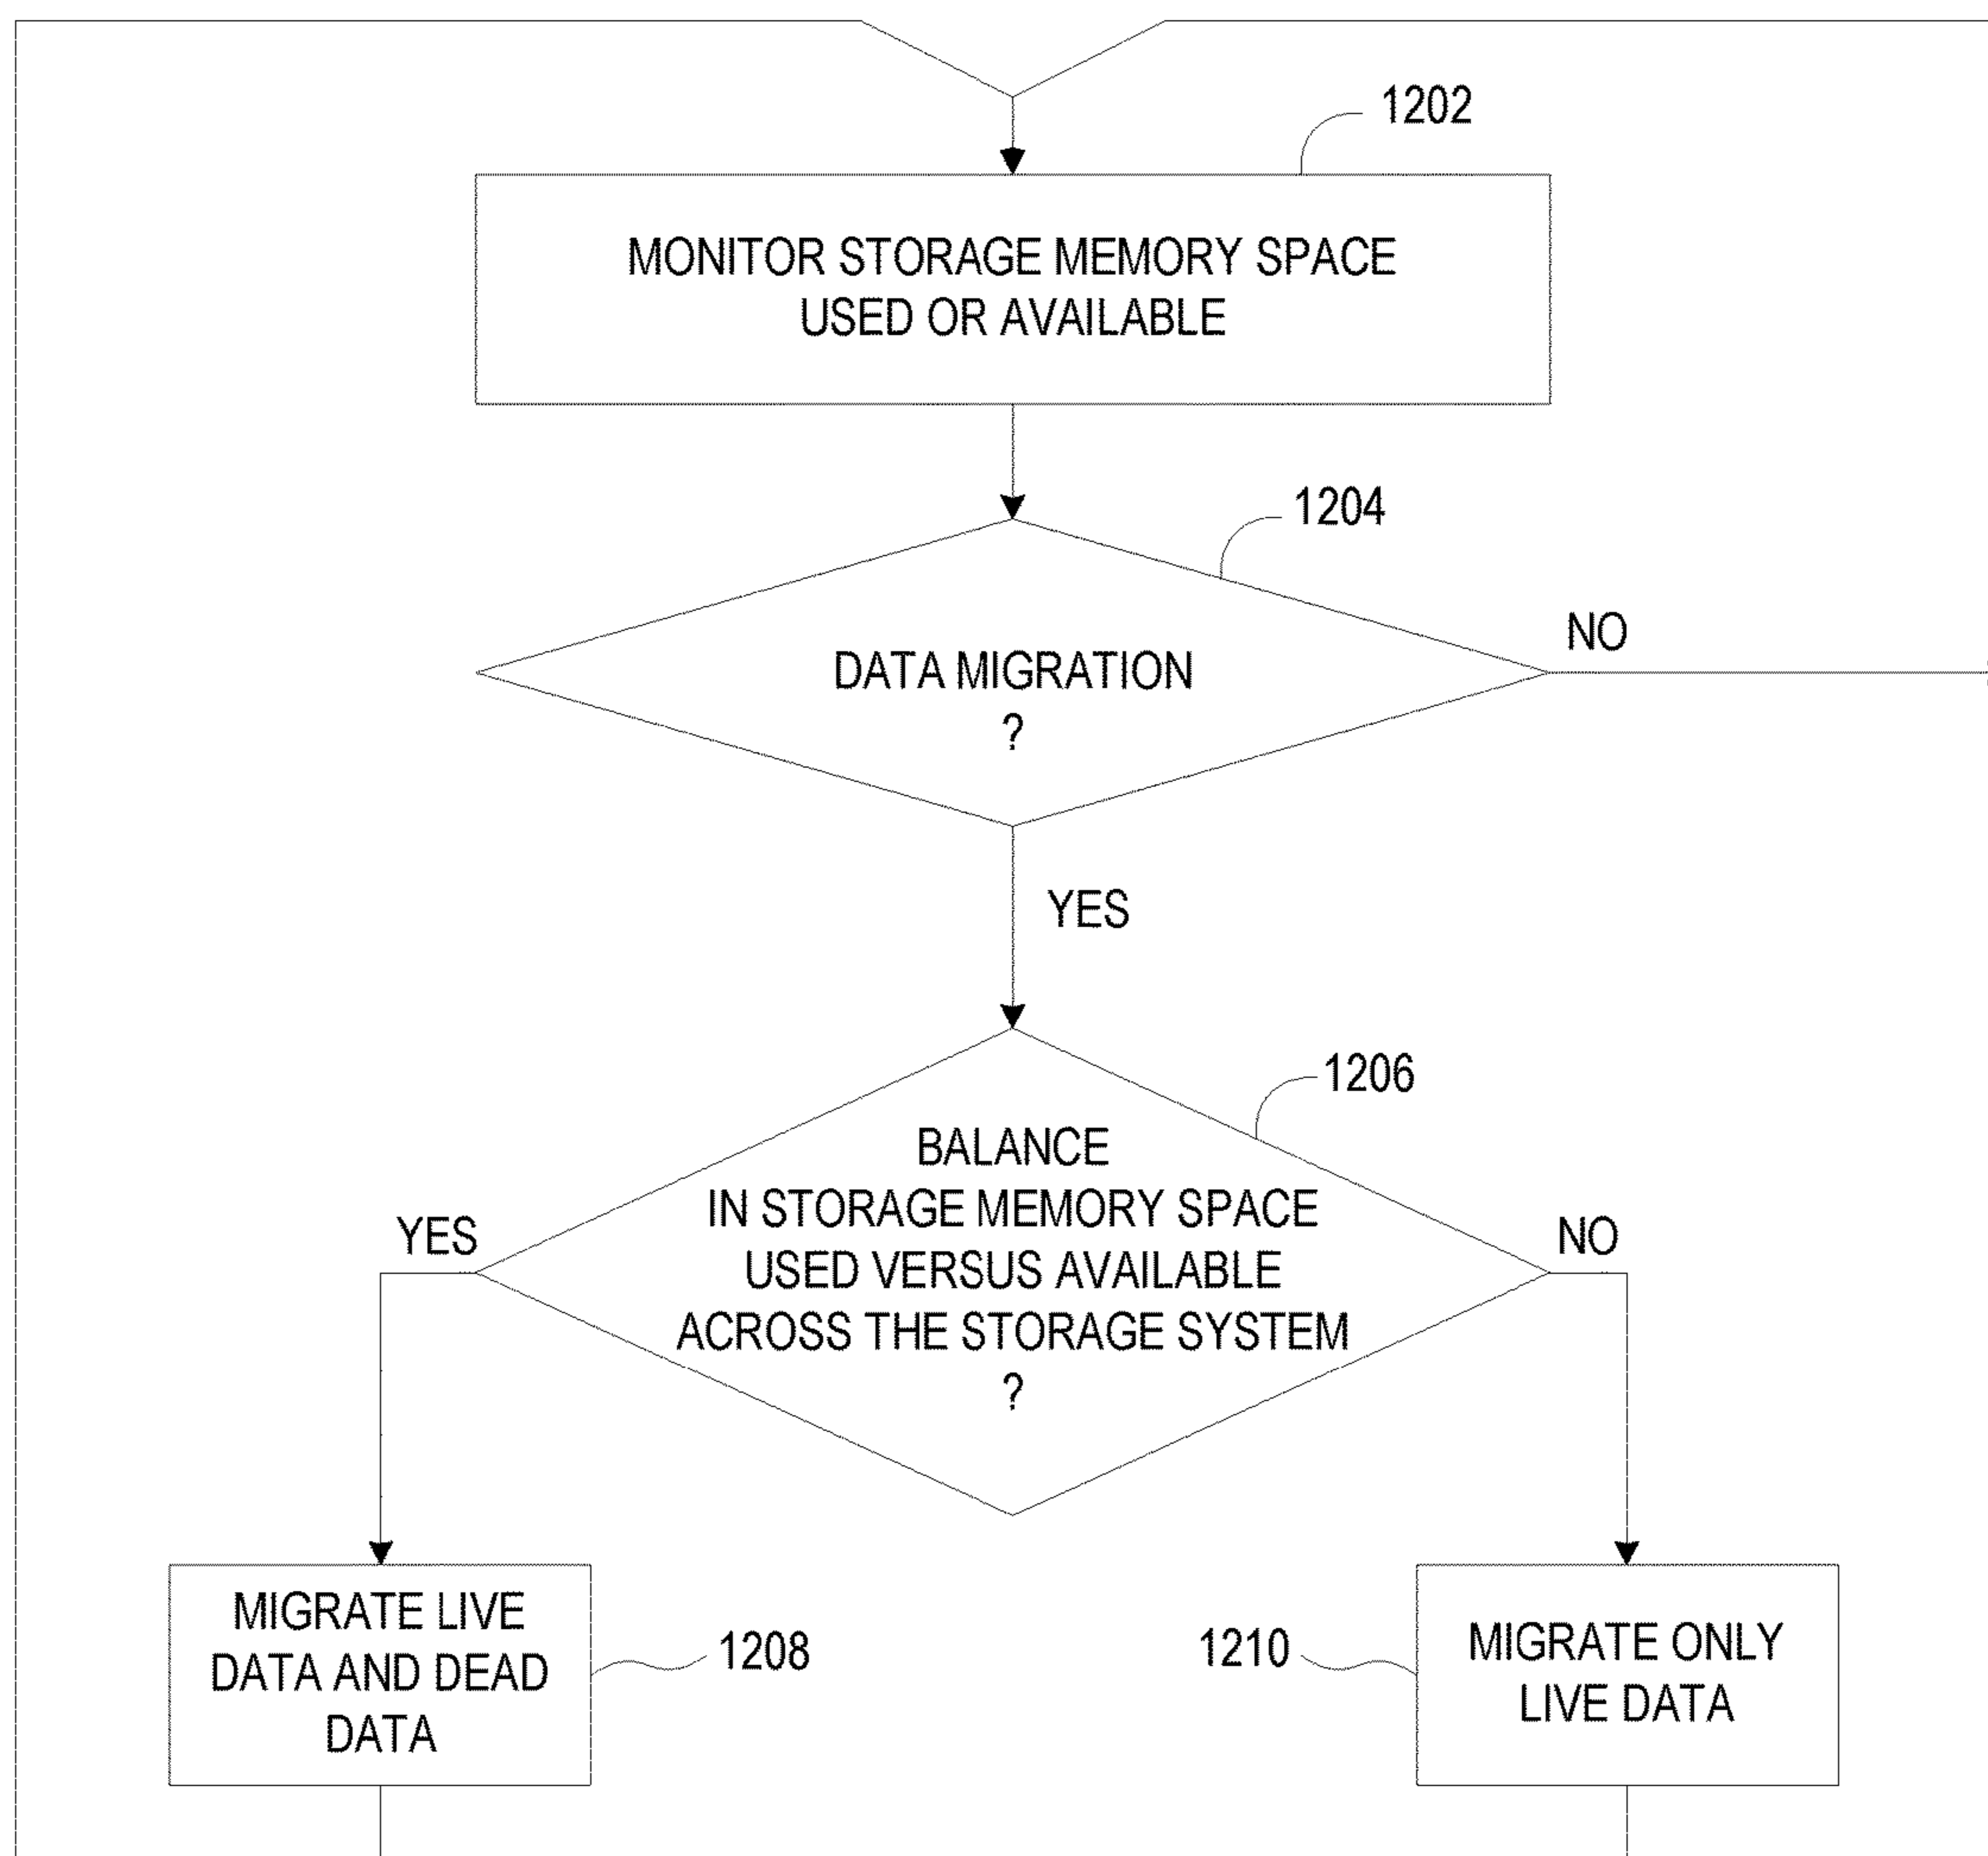 1202
MONITOR STORAGE MEMORY SPACE
USED OR AVAILABLE
1204
NO
DATA MIGRATION
?
YES
1206
BALANCE
IN STORAGE MEMORY SPACE
USED VERSUS AVAILABLE
ACROSS THE STORAGE SYSTEM
?
YES
NO
MIGRATE LIVE
DATA AND DEAD
DATA
1208
1210
MIGRATE ONLY
LIVE DATA